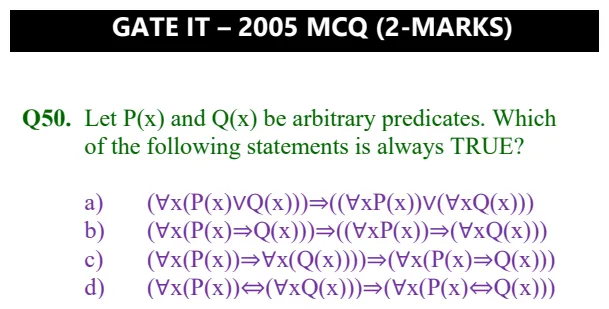 GATE IT – 2005 MCQ (2-MARKS)
Q50. Let P(x) and Q(x) be arbitrary predicates. Which
of the following statements is always TRUE?
a) (∀x(P(x)∨Q(x)))⇒((∀xP(x))∨(∀xQ(x)))
b) (∀x(P(x)⇒Q(x)))⇒((∀xP(x))⇒(∀xQ(x)))
c) (∀x(P(x))⇒∀x(Q(x))))⇒(∀x(P(x)⇒Q(x)))
d) (∀x(P(x))⇔(∀xQ(x)))⇒(∀x(P(x)⇔Q(x)))